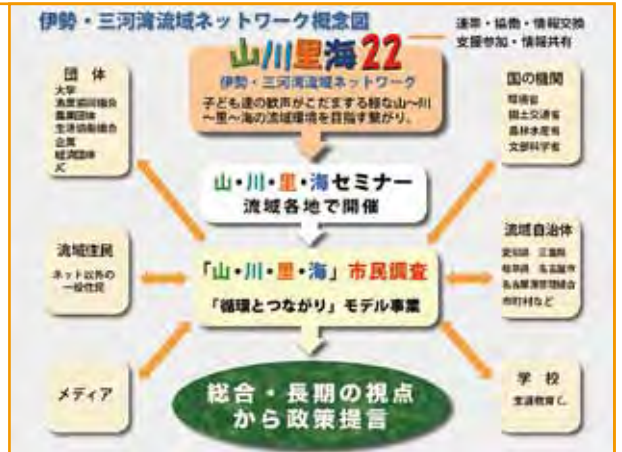 伊勢・三河湾流域ネットワーク概念図
連帯・協働・情報交換
支援参加・情報共有
山川里海22
伊勢・三河湾流域ネットワーク
子ども達の歓声がこだまする様な山～川
～里～海の流域環境を目指す繋がり。
団体
大学
漁業協同組合
農業団体
生活協同組合
企業
経済団体
JC
国の機関
環境省
国土交通省
農林水産省
文部科学省
山・川・里・海セミナー
流域各地で開催
流域住民
ネット以外の
一般住民
「山・川・里・海」市民調査
「循環とつながり」モデル事業
流域自治体
愛知県 三重県
岐阜県 名古屋市
名古屋港管理組合
市町村など
メディア
総合・長期の視点
から政策提言
学校